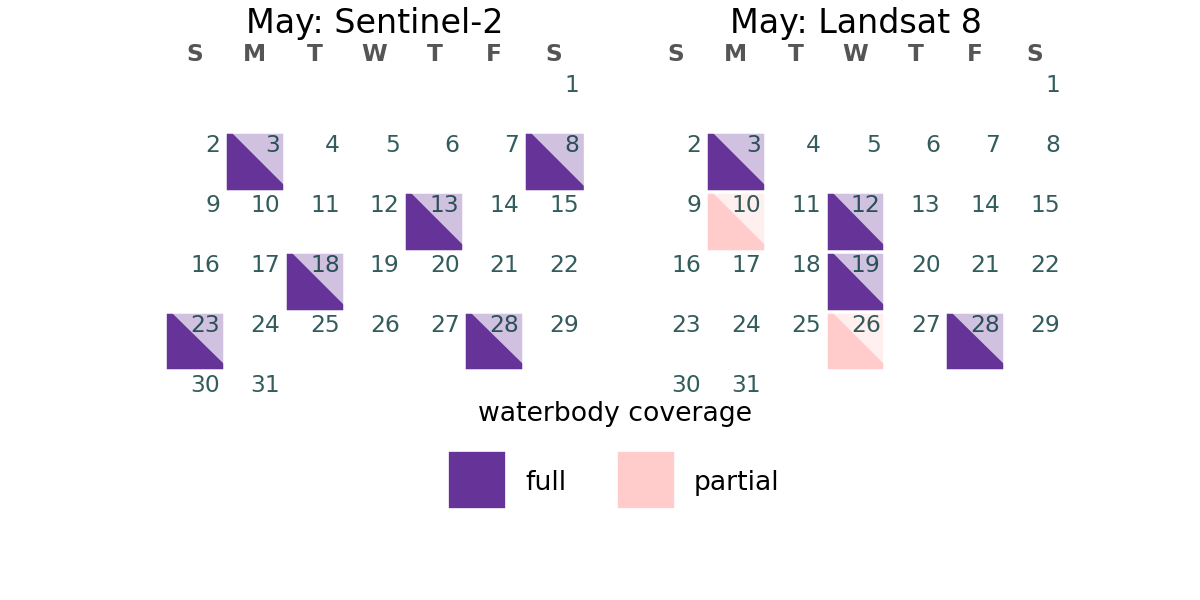 May: Sentinel-2
S M T W T F S
1
2 3 4 5 6 7 8
9 10 11 12 13 14 15
16 17 18 19 20 21 22
23 24 25 26 27 28 29
30 31
May: Landsat 8
S M T W T F S
1
2 3 4 5 6 7 8
9 10 11 12 13 14 15
16 17 18 19 20 21 22
23 24 25 26 27 28 29
30 31
waterbody coverage
full
partial